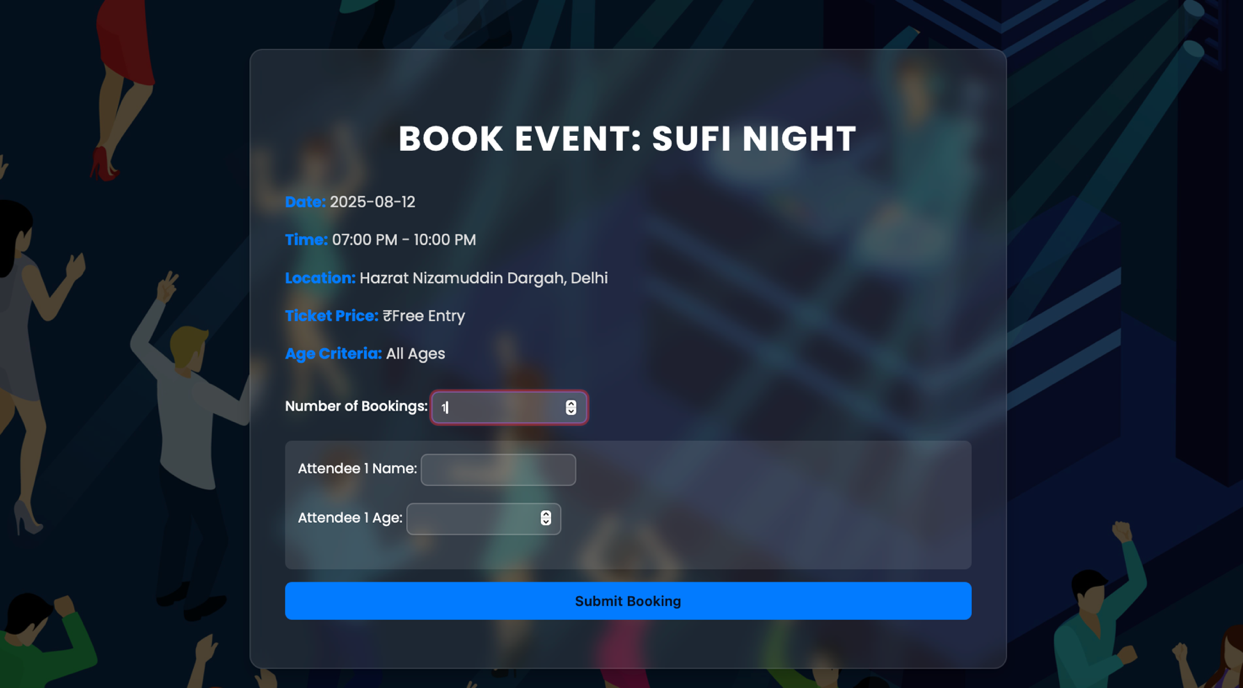 BOOK EVENT: SUFI NIGHT
Date: 2025-08-12
Time: 07:00 PM - 10:00 PM
Location: Hazrat Nizamuddin Dargah, Delhi
Ticket Price: ₹Free Entry
Age Criteria: All Ages
Number of Bookings: 1
Attendee 1 Name:
Attendee 1 Age:
Submit Booking